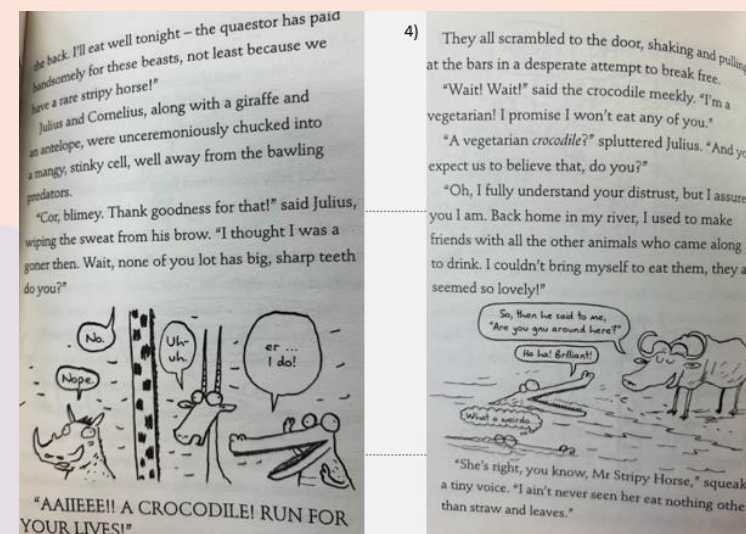 the back. I'll eat well tonight – the quaestor has paid
handsomely for these beasts, not least because we
have a rare stripy horse!"
Julius and Cornelius, along with a giraffe and
an antelope, were unceremoniously chucked into
a mangy, stinky cell, well away from the bawling
predators.
"Cor, blimey. Thank goodness for that!" said Julius,
wiping the sweat from his brow. "I thought I was a
goner then. Wait, none of you lot has big, sharp teeth
do you?"
No.
Nope.
Uh-
uh.
er ...
I do!
"AAIIEEE!! A CROCODILE! RUN FOR
YOUR LIVES!"
4)
They all scrambled to the door, shaking and pulling
at the bars in a desperate attempt to break free.
"Wait! Wait!" said the crocodile meekly. "I'm a
vegetarian! I promise I won't eat any of you."
"A vegetarian crocodile?" spluttered Julius. "And yo
expect us to believe that, do you?"
"Oh, I fully understand your distrust, but I assure
you I am. Back home in my river, I used to make
friends with all the other animals who came along
to drink. I couldn't bring myself to eat them, they a
seemed so lovely!"
So, then he said to me,
"Are you gnu around here?"
Ha ha! Brilliant!
What a weirdo.
"She's right, you know, Mr Stripy Horse," squeak
a tiny voice. "I ain't never seen her eat nothing othe
than straw and leaves."